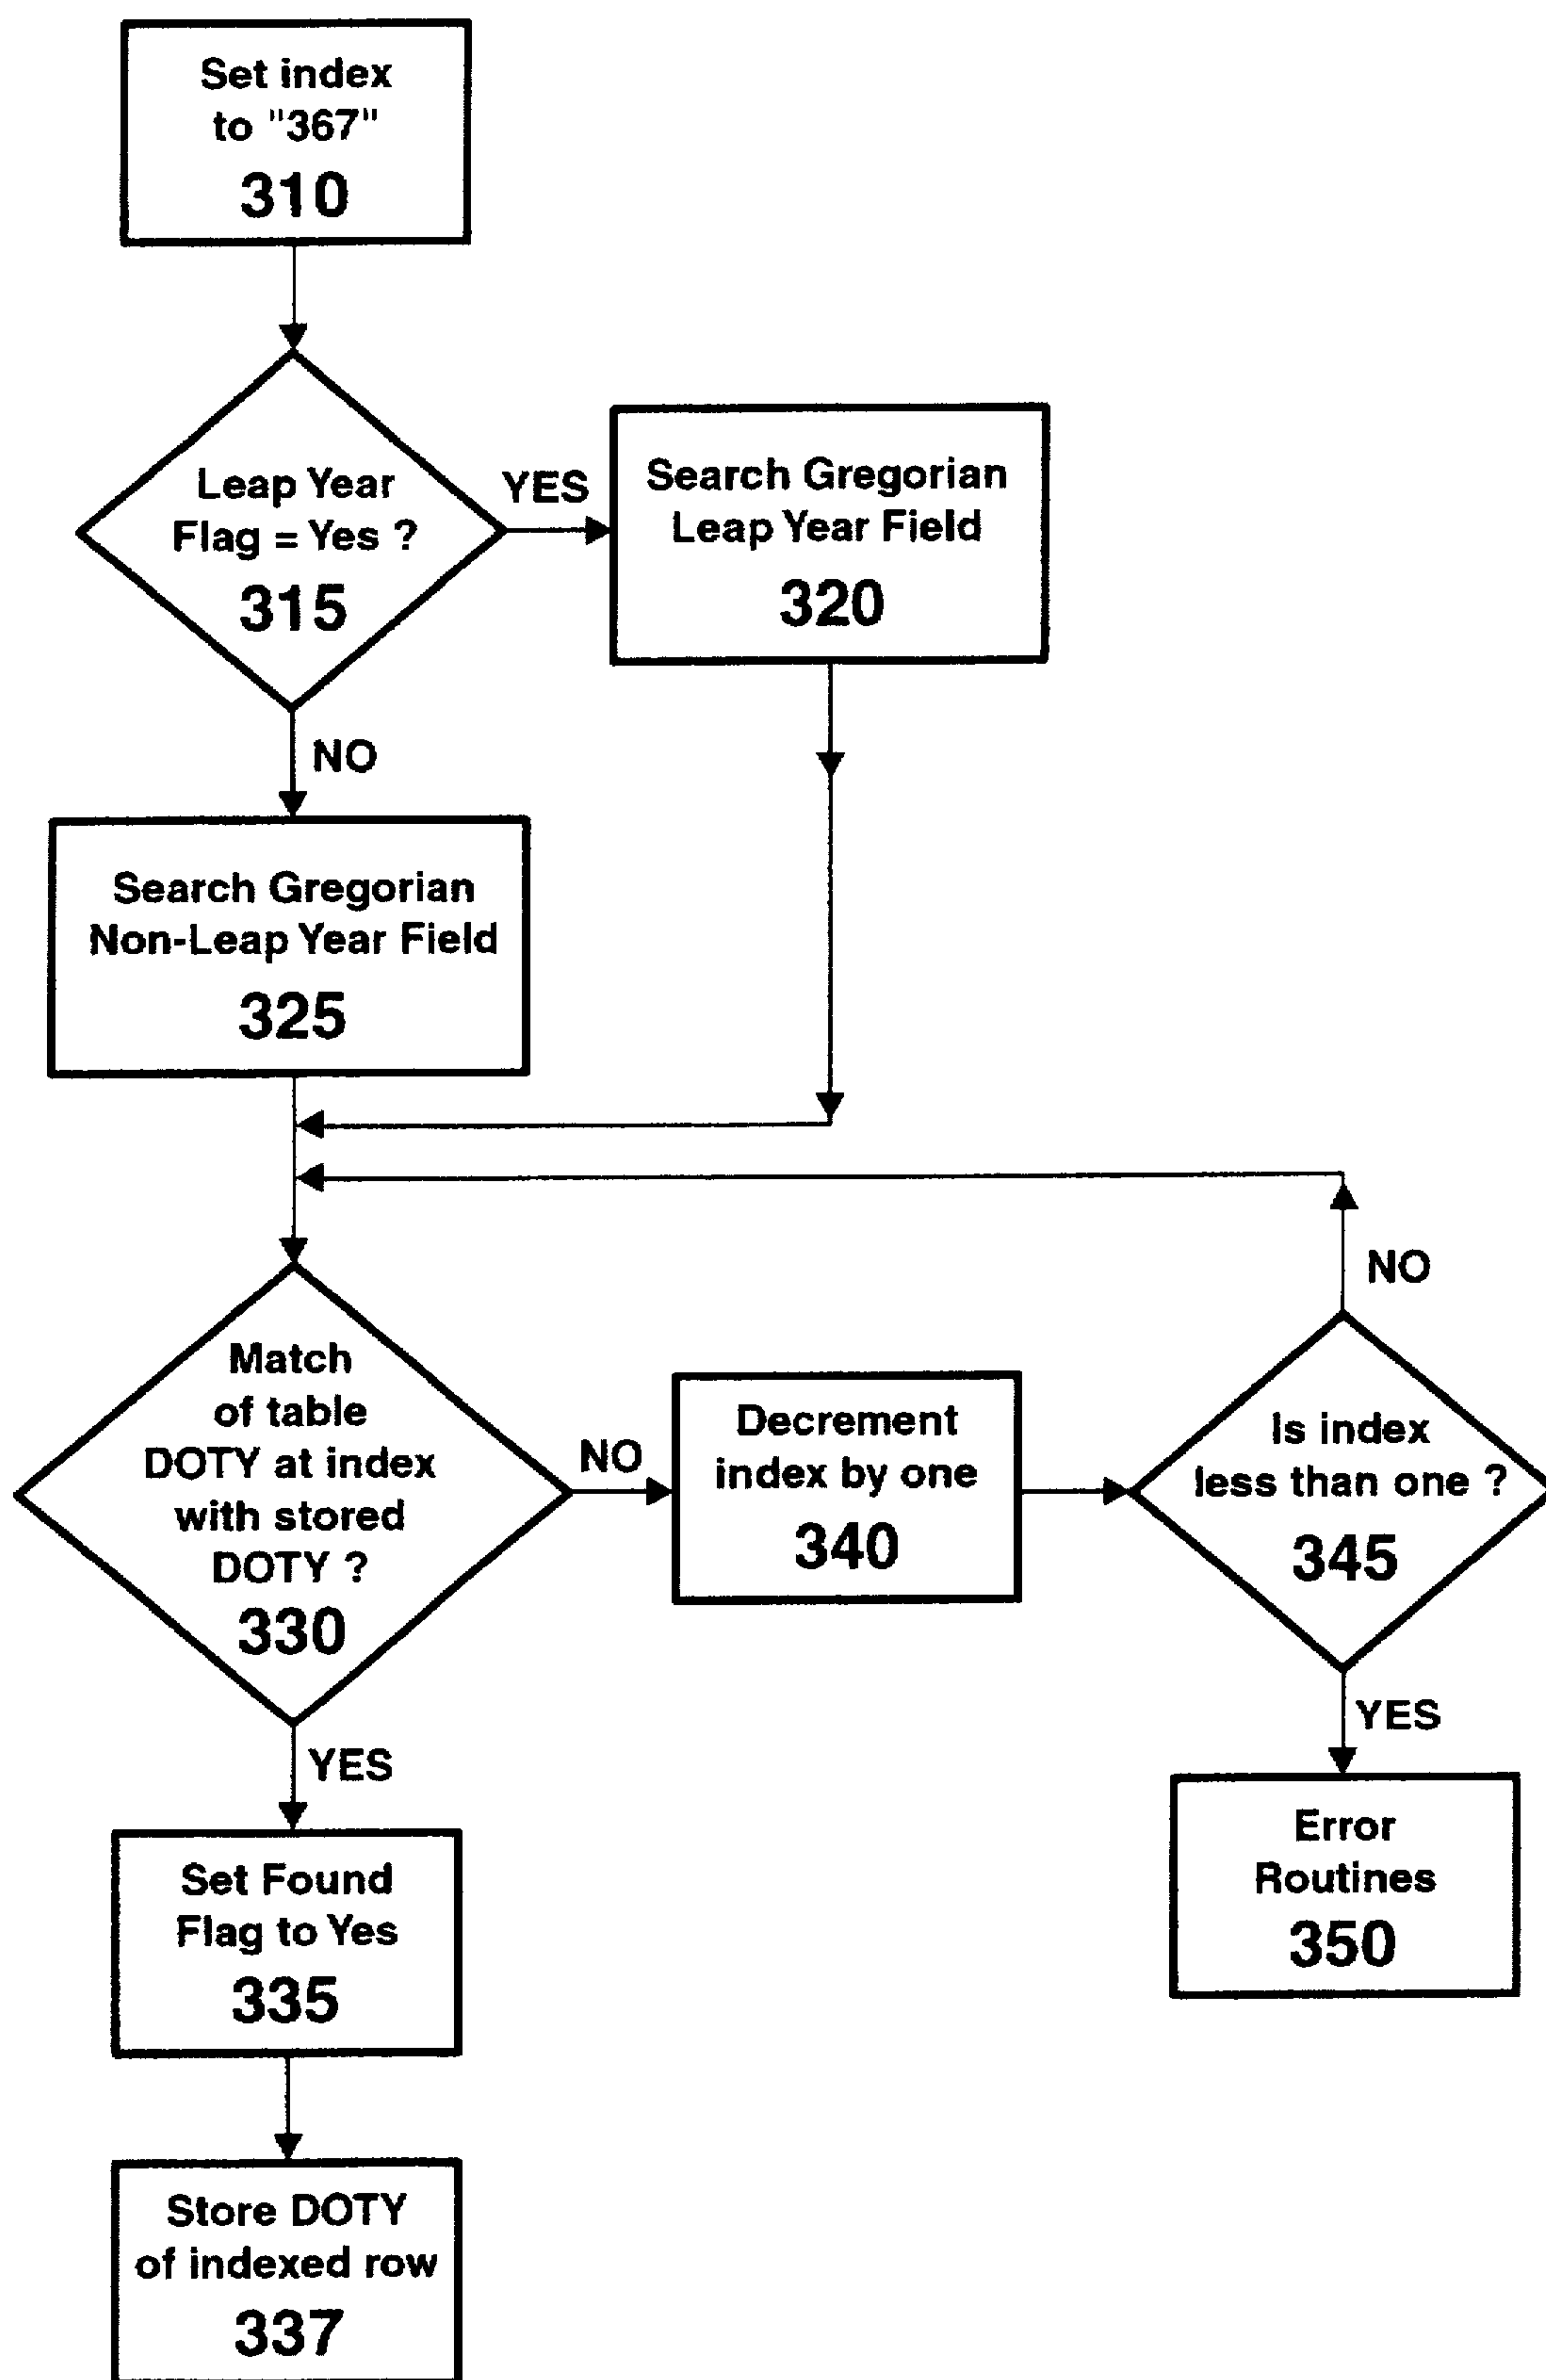 Set index
to "367"
310
Leap Year
Flag = Yes ?
315
YES
Search Gregorian
Leap Year Field
320
NO
Search Gregorian
Non-Leap Year Field
325
Match
of table
DOTY at index
with stored
DOTY ?
330
NO
Decrement
index by one
340
Is index
less than one ?
345
NO
YES
Error
Routines
350
YES
Set Found
Flag to Yes
335
Store DOTY
of indexed row
337